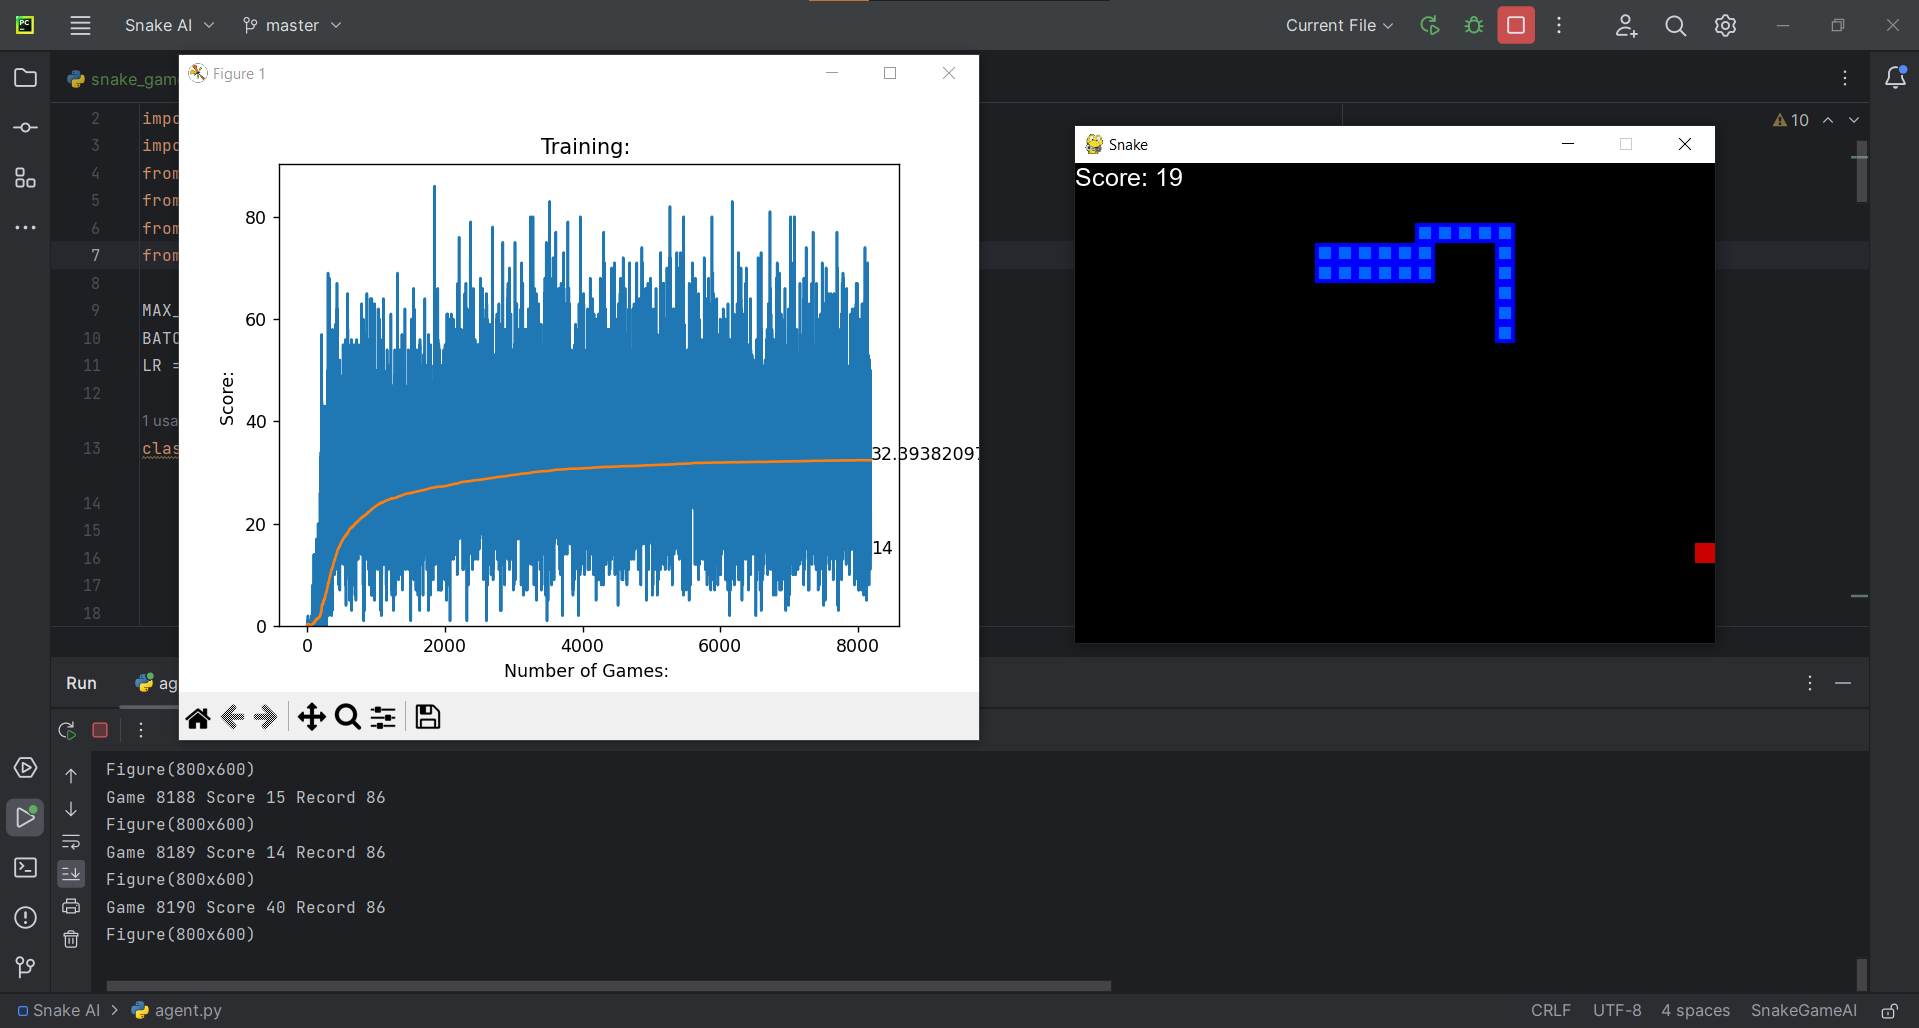 PC
Snake AI
master
Current File
snake_gam
10
2 impo
3 impo
4 from
5 from
6 from
7 from
8
9 MAX_
10 BATC
11 LR =
12
1 usa
13 clas
14
15
16
17
18
Figure 1
Training:
Score:
80
60
40
20
0
32.39382097
14
0 2000 4000 6000 8000
Number of Games:
Snake
Score: 19
Run
ag
Figure(800x600)
Game 8188 Score 15 Record 86
Figure(800x600)
Game 8189 Score 14 Record 86
Figure(800x600)
Game 8190 Score 40 Record 86
Figure(800x600)
Snake AI > agent.py
CRLF UTF-8 4 spaces SnakeGameAI